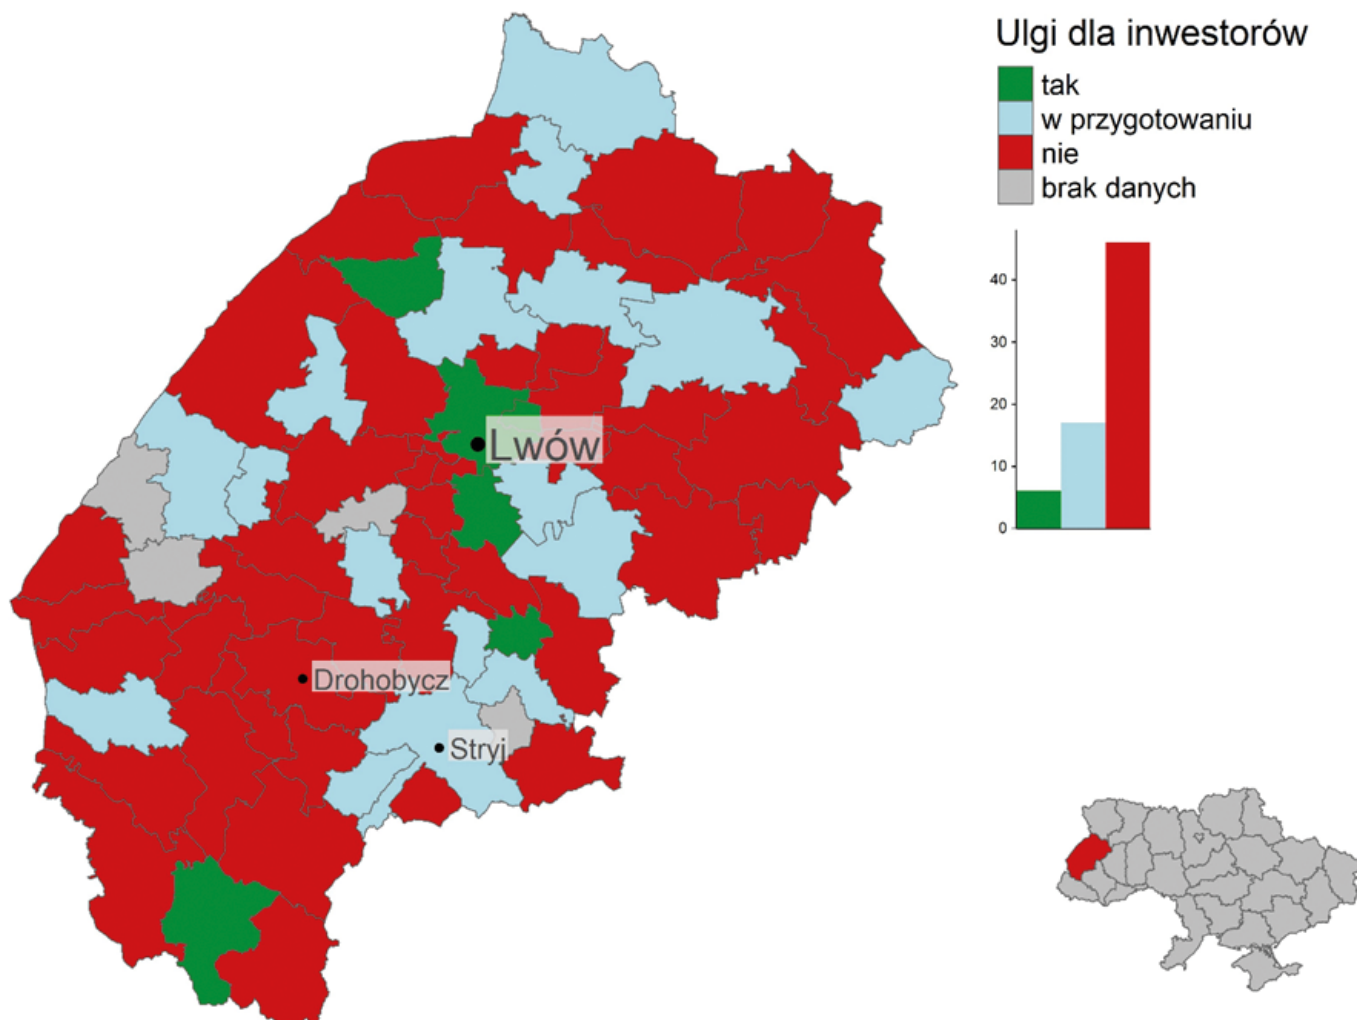 Ulgi dla inwestorów
tak
w przygotowaniu
nie
brak danych
40
30
20
10
0
Lwów
Drohobycz
Stryj